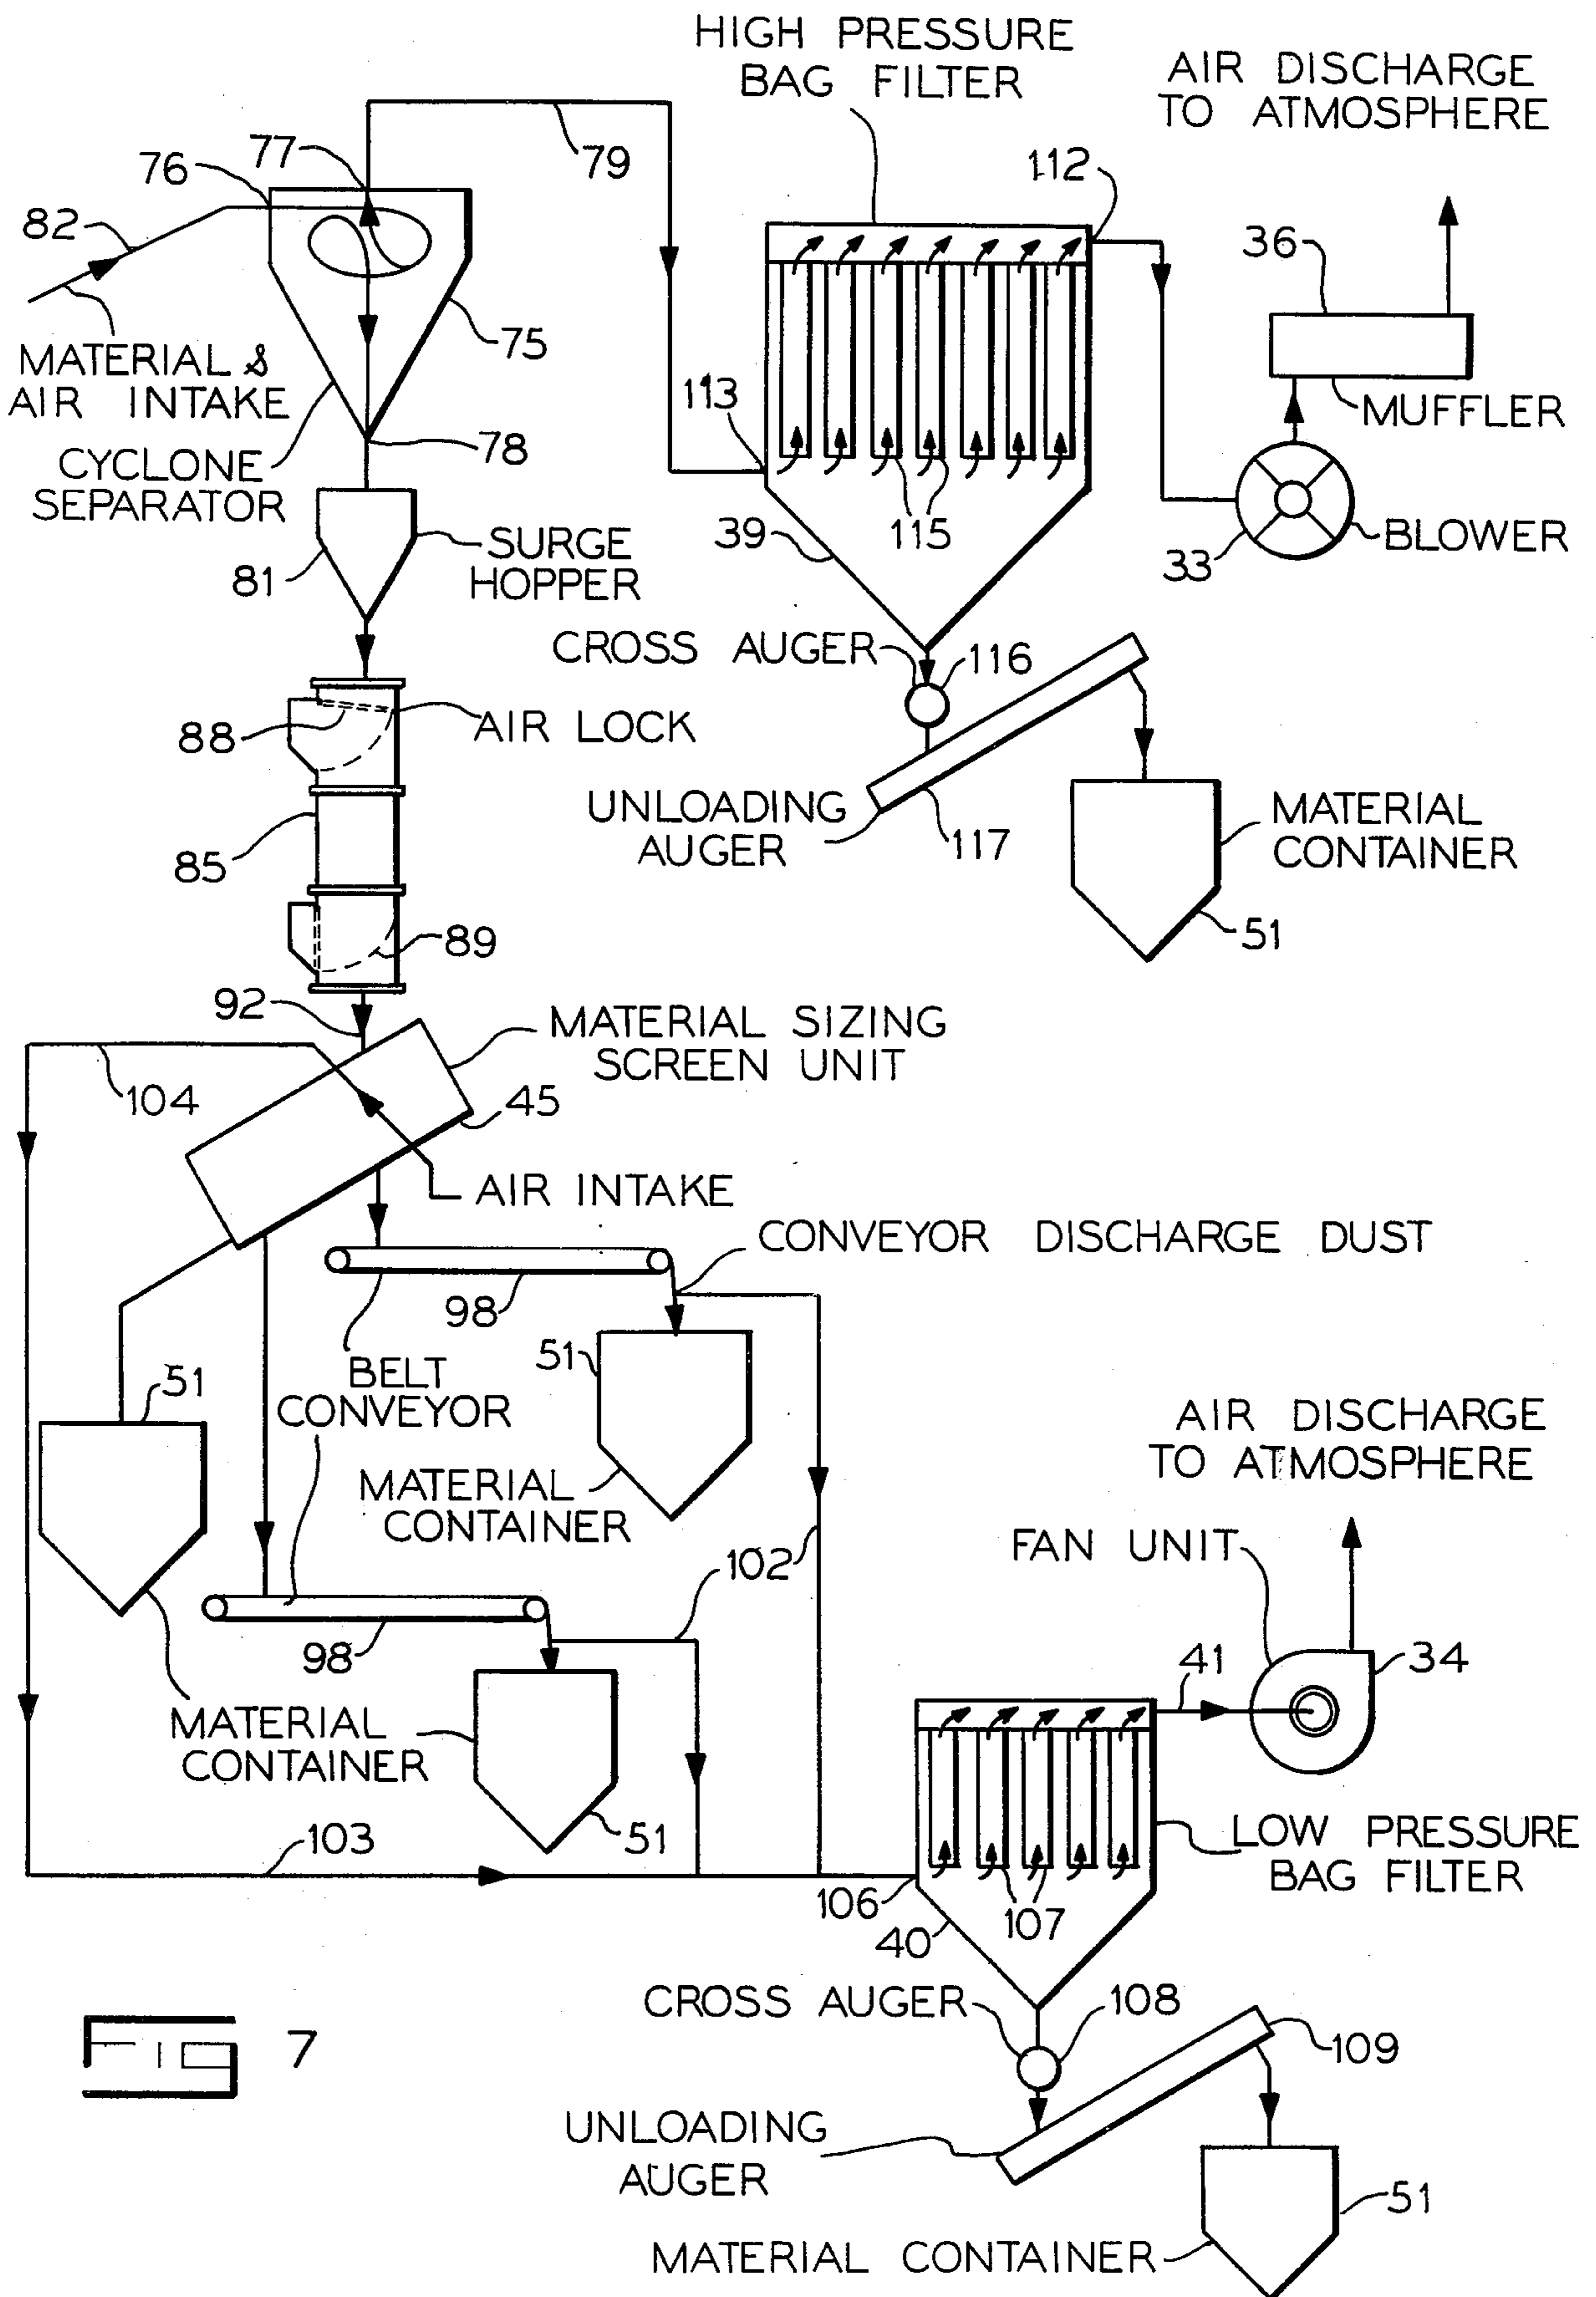 HIGH PRESSURE
BAG FILTER
AIR DISCHARGE
TO ATMOSPHERE
76
77
79
112
82
36
MATERIAL &
AIR INTAKE
75
113
MUFFLER
CYCLONE
SEPARATOR
78
39
115
33
BLOWER
81
SURGE
HOPPER
CROSS AUGER
116
88
AIR LOCK
UNLOADING
AUGER
117
MATERIAL
CONTAINER
51
85
89
92
MATERIAL SIZING
SCREEN UNIT
104
45
AIR INTAKE
CONVEYOR DISCHARGE DUST
98
51
51
BELT
CONVEYOR
MATERIAL
CONTAINER
AIR DISCHARGE
TO ATMOSPHERE
102
FAN UNIT
98
41
34
MATERIAL
CONTAINER
51
103
LOW PRESSURE
BAG FILTER
106
40
107
CROSS AUGER
108
109
FIG 7
UNLOADING
AUGER
51
MATERIAL CONTAINER